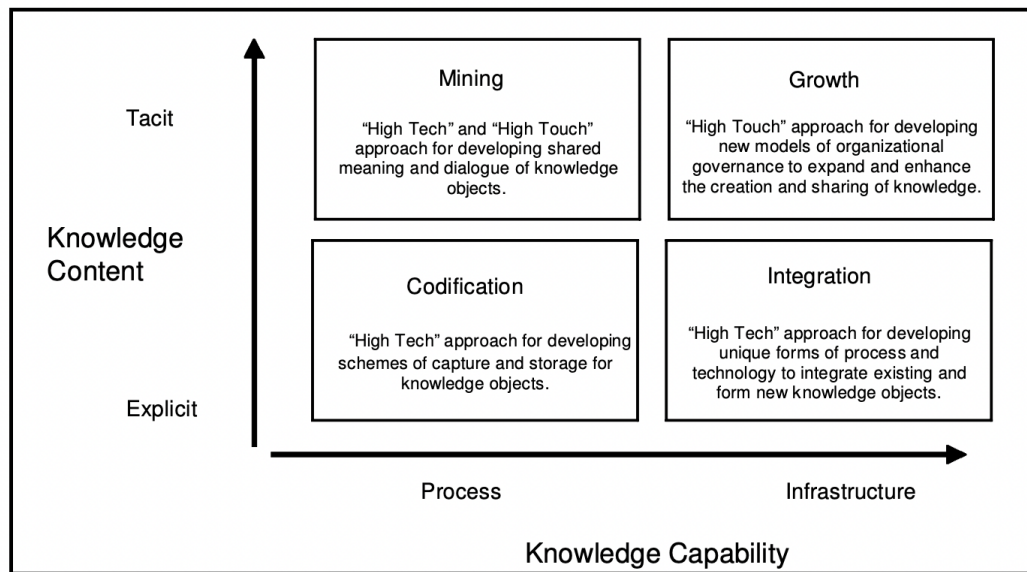 Tacit
Knowledge
Content
Explicit
Mining
“High Tech” and “High Touch”
approach for developing shared
meaning and dialogue of knowledge
objects.
Growth
“High Touch” approach for developing
new models of organizational
governance to expand and enhance
the creation and sharing of knowledge.
Codification
“High Tech” approach for developing
schemes of capture and storage for
knowledge objects.
Integration
“High Tech” approach for developing
unique forms of process and
technology to integrate existing and
form new knowledge objects.
Process
Infrastructure
Knowledge Capability